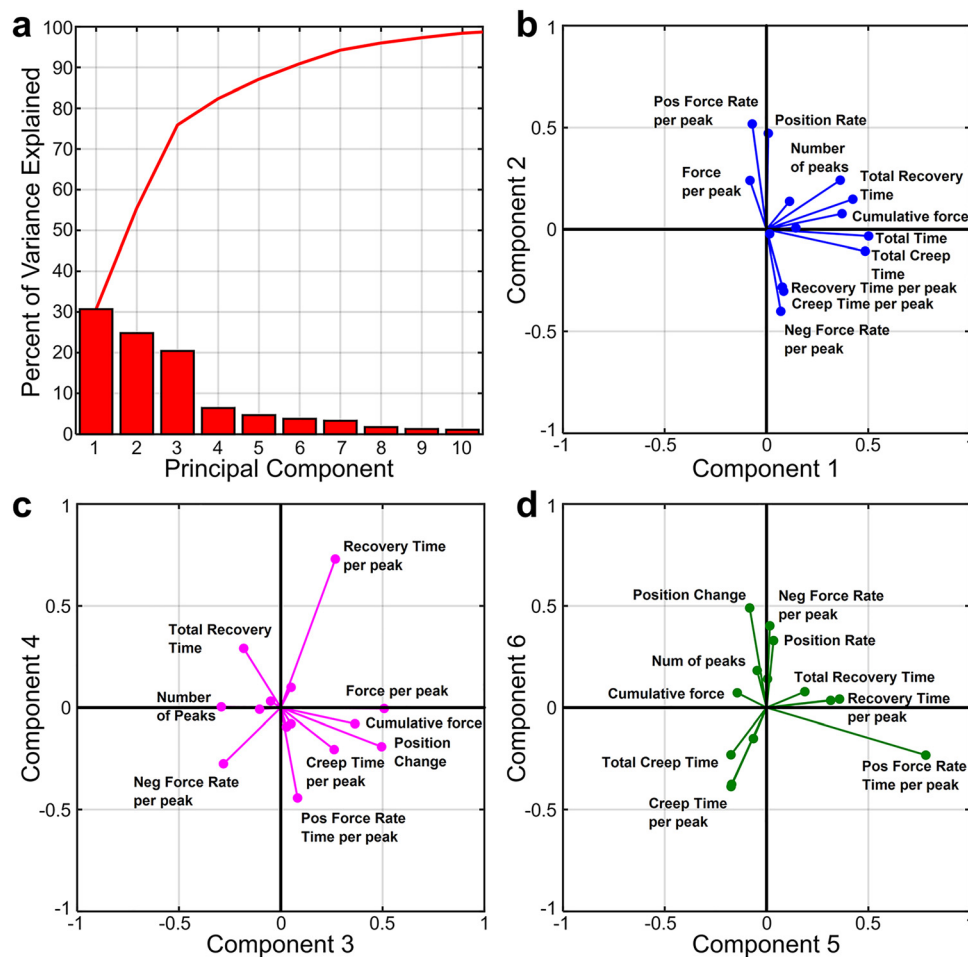 a
100
90
80
70
60
50
40
30
20
10
0
Percent of Variance Explained
1 2 3 4 5 6 7 8 9 10
Principal Component
b
1
0.5
0
-0.5
-1
Component 2
Pos Force Rate
per peak
Position Rate
Number
of peaks
Force
per peak
Total Recovery
Time
Cumulative force
Total Time
Total Creep
Time
Recovery Time per peak
Creep Time per peak
Neg Force Rate
per peak
-1 -0.5 0 0.5 1
Component 1
c
1
0.5
0
-0.5
-1
Component 4
Recovery Time
per peak
Total Recovery
Time
Number
of Peaks
Force per peak
Cumulative force
Position
Change
Creep Time
per peak
Neg Force Rate
per peak
Pos Force Rate
Time per peak
-1 -0.5 0 0.5 1
Component 3
d
1
0.5
0
-0.5
-1
Component 6
Position Change
Neg Force Rate
per peak
Position Rate
Num of peaks
Total Recovery Time
Cumulative force
Recovery Time
per peak
Total Creep Time
Pos Force Rate
Time per peak
Creep Time
per peak
-1 -0.5 0 0.5 1
Component 5